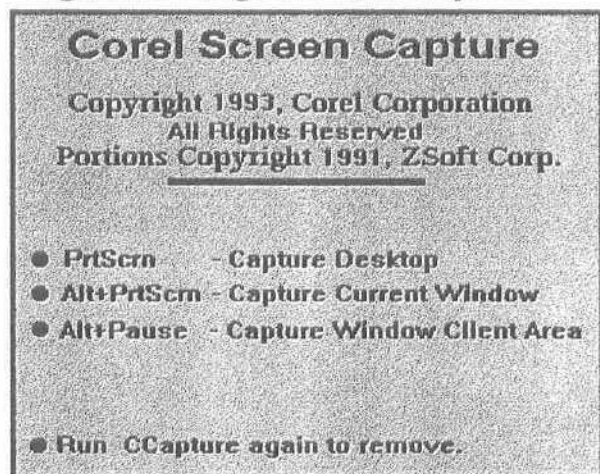 Corel Screen Capture
Copyright 1993, Corel Corporation
All Rights Reserved
Portions Copyright 1991, ZSoft Corp.
● PrtScrn - Capture Desktop
● Alt+PrtScrn - Capture Current Window
● Alt+Pause - Capture Window Client Area
● Run CCapture again to remove.